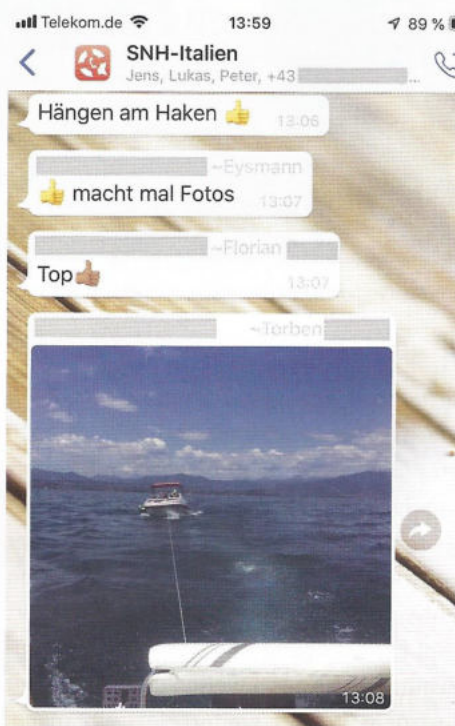 Telekom.de 13:59 89 %
SNH-Italien
Jens, Lukas, Peter, +43 ...
Hängen am Haken 👍 13:06
~Eysmann
👍 macht mal Fotos 13:07
~Florian
Top👍🏽 13:07
~Torben
13:08